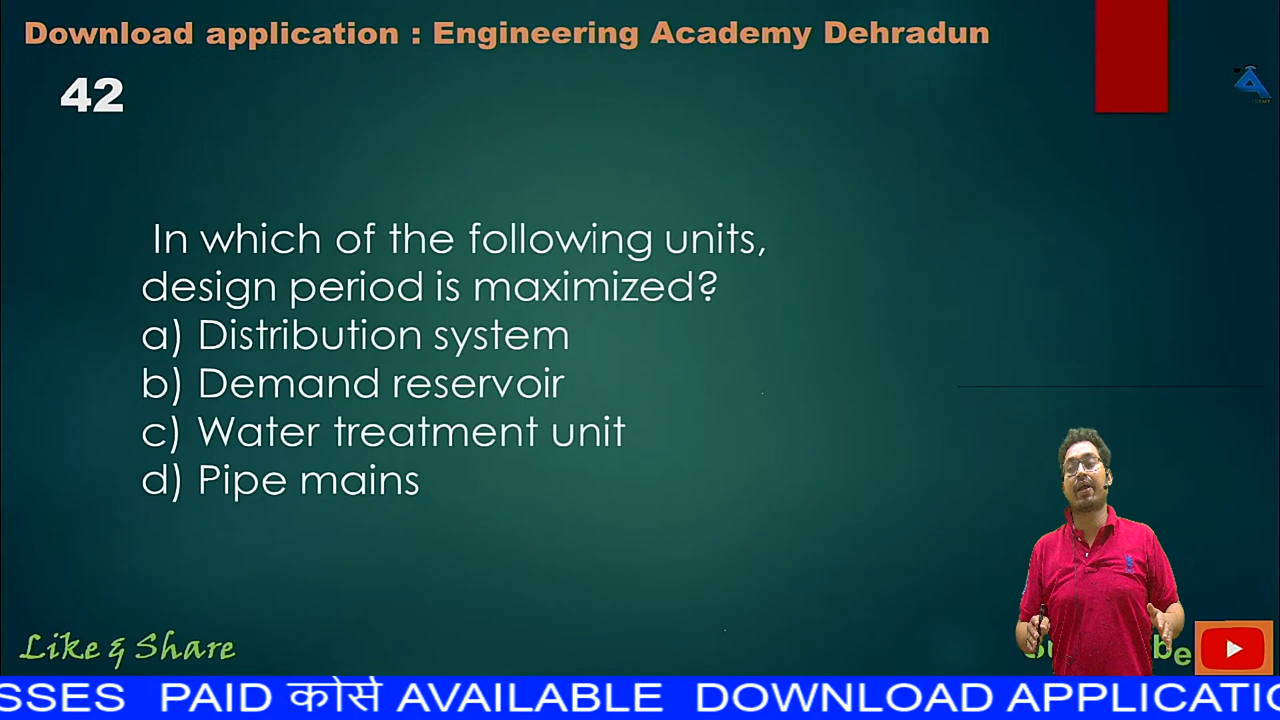 Download application : Engineering Academy Dehradun
42
In which of the following units,
design period is maximized?
a) Distribution system
b) Demand reservoir
c) Water treatment unit
d) Pipe mains
Like & Share
SSES PAID कोर्स AVAILABLE DOWNLOAD APPLICATIO